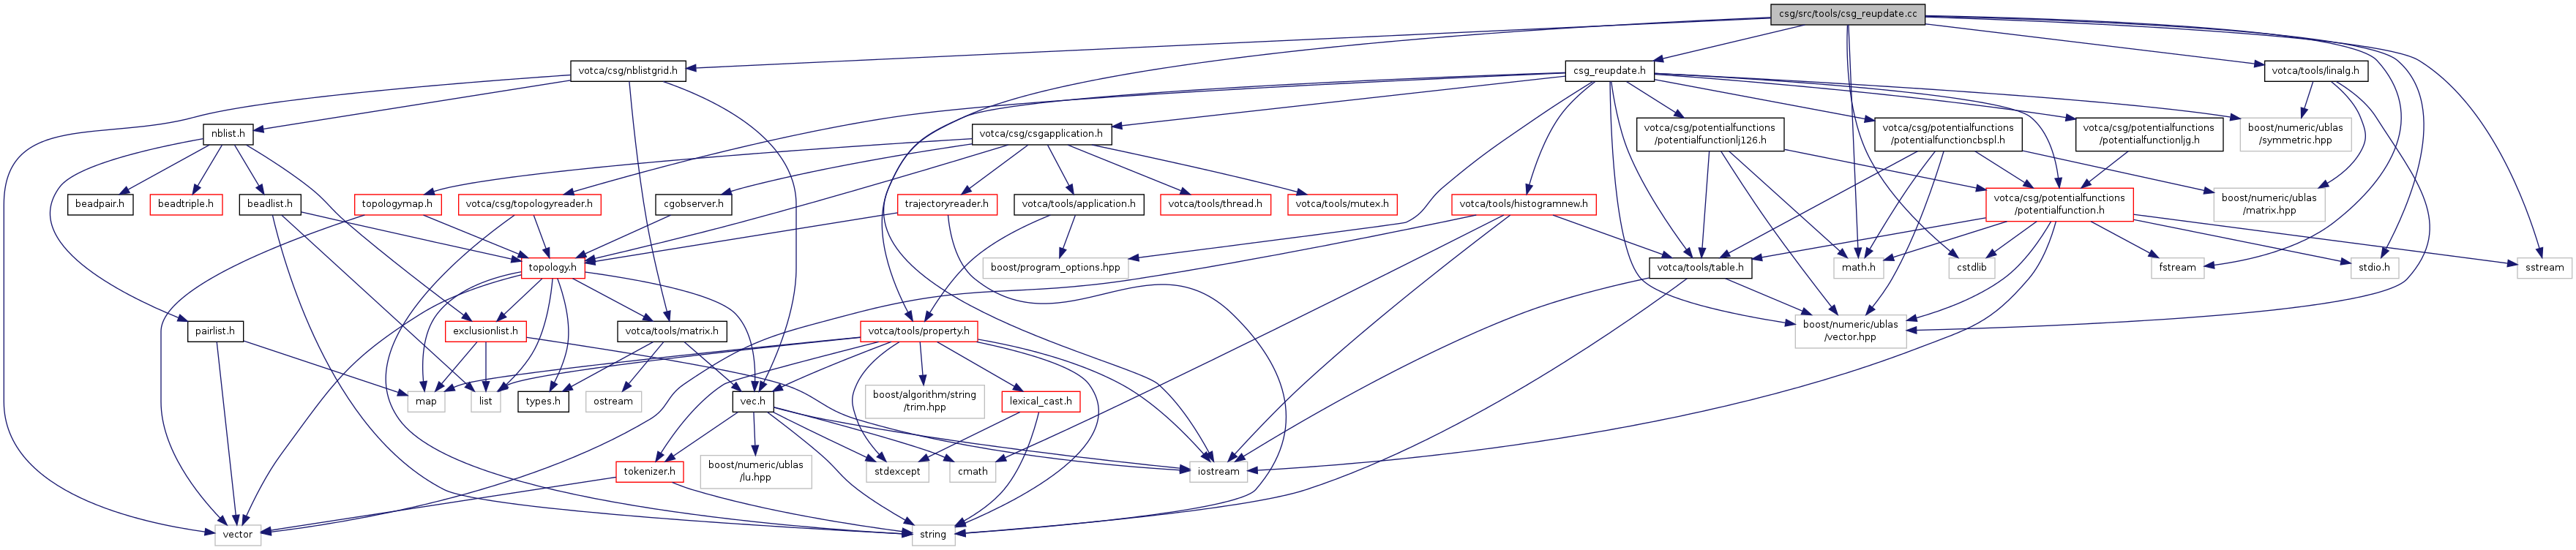 csg/src/tools/csg_reupdate.cc
votca/csg/nblistgrid.h
csg_reupdate.h
votca/tools/linalg.h
nblist.h
votca/csg/csgapplication.h
votca/csg/potentialfunctions
/potentialfunctionlj126.h
votca/csg/potentialfunctions
/potentialfunctioncbspl.h
votca/csg/potentialfunctions
/potentialfunctionljg.h
boost/numeric/ublas
/symmetric.hpp
beadpair.h
beadtriple.h
beadlist.h
topologymap.h
votca/csg/topologyreader.h
cgobserver.h
trajectoryreader.h
votca/tools/application.h
votca/tools/thread.h
votca/tools/mutex.h
votca/tools/histogramnew.h
votca/csg/potentialfunctions
/potentialfunction.h
boost/numeric/ublas
/matrix.hpp
topology.h
boost/program_options.hpp
votca/tools/table.h
math.h
cstdlib
fstream
stdio.h
sstream
pairlist.h
exclusionlist.h
votca/tools/matrix.h
votca/tools/property.h
boost/numeric/ublas
/vector.hpp
map
list
types.h
ostream
vec.h
boost/algorithm/string
/trim.hpp
lexical_cast.h
tokenizer.h
boost/numeric/ublas
/lu.hpp
stdexcept
cmath
iostream
vector
string